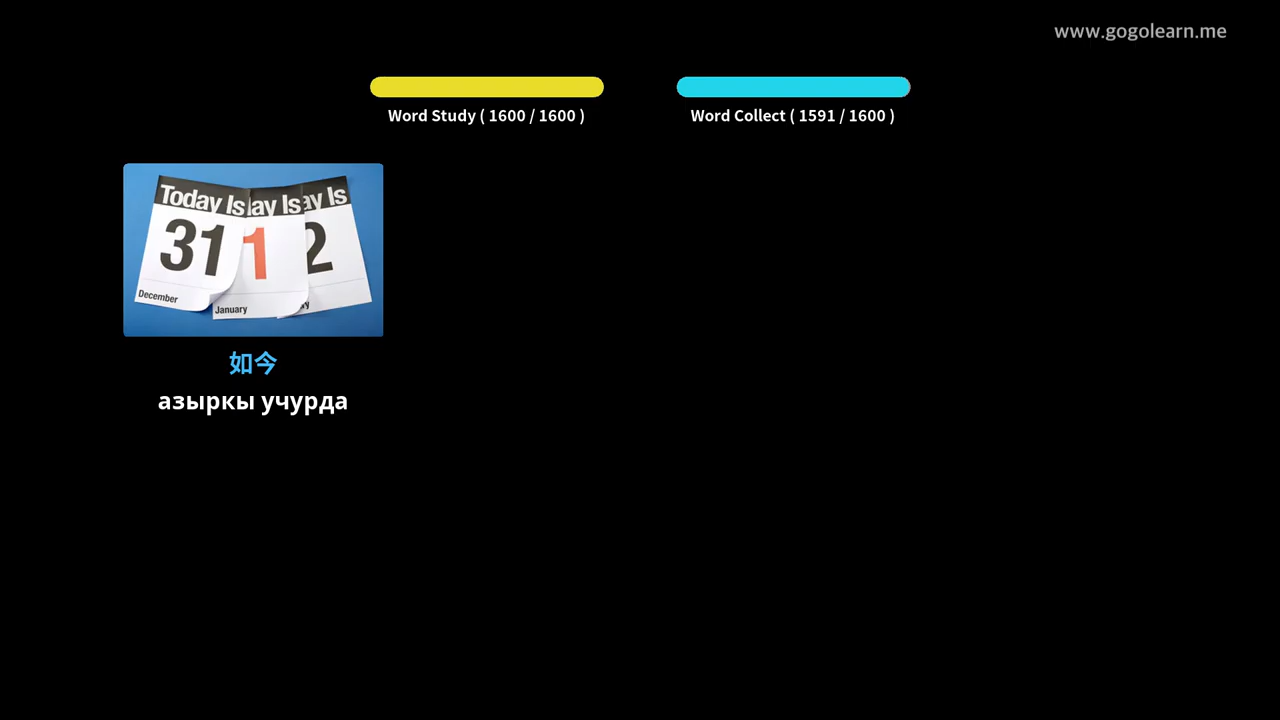 www.gogolearn.me
Word Study ( 1600 / 1600 )
Word Collect ( 1591 / 1600 )
Today Is
31
December
ay Is
1
January
ay Is
2
如今
азыркы учурда